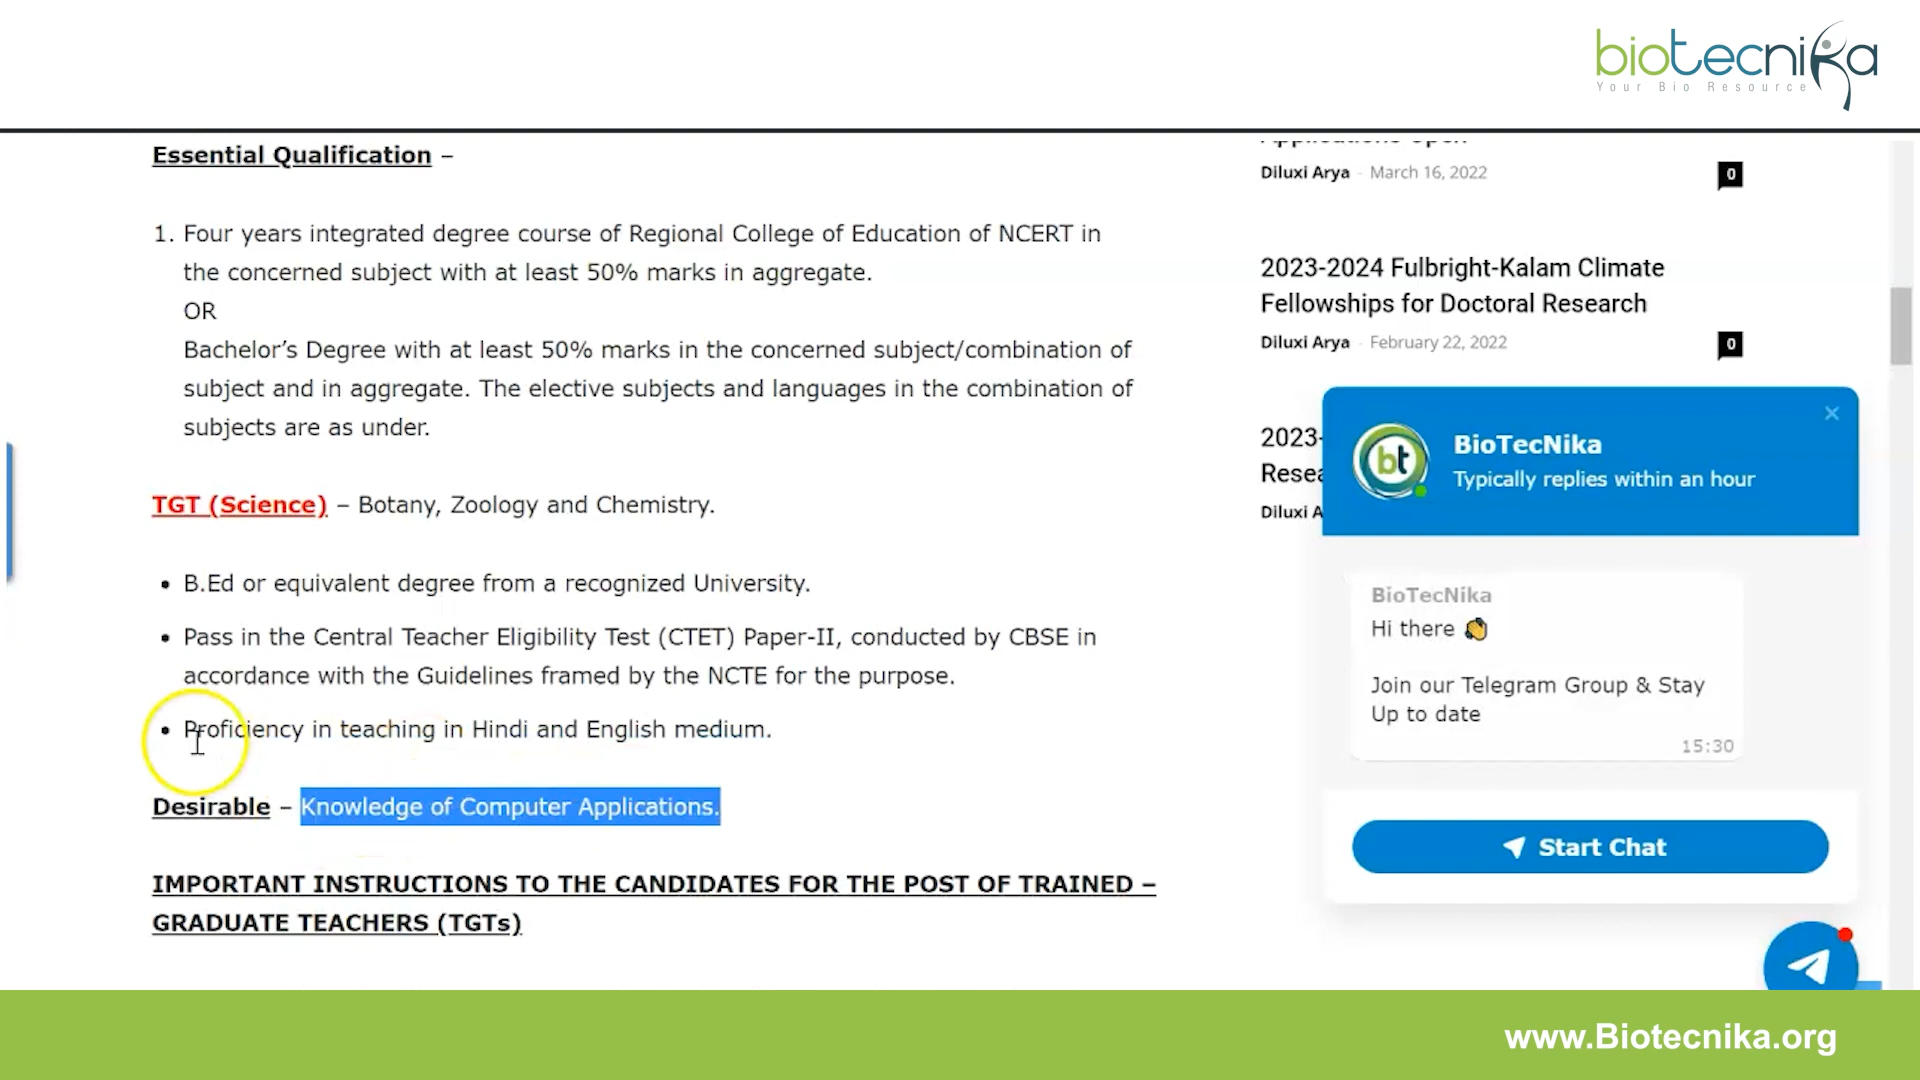 biotecnika
Your Bio Resource
Essential Qualification –
1. Four years integrated degree course of Regional College of Education of NCERT in
the concerned subject with at least 50% marks in aggregate.
OR
Bachelor’s Degree with at least 50% marks in the concerned subject/combination of
subject and in aggregate. The elective subjects and languages in the combination of
subjects are as under.
TGT (Science) – Botany, Zoology and Chemistry.
• B.Ed or equivalent degree from a recognized University.
• Pass in the Central Teacher Eligibility Test (CTET) Paper-II, conducted by CBSE in
accordance with the Guidelines framed by the NCTE for the purpose.
• Proficiency in teaching in Hindi and English medium.
Desirable – Knowledge of Computer Applications.
IMPORTANT INSTRUCTIONS TO THE CANDIDATES FOR THE POST OF TRAINED –
GRADUATE TEACHERS (TGTs)
Applications Open
Diluxi Arya - March 16, 2022
0
2023-2024 Fulbright-Kalam Climate
Fellowships for Doctoral Research
Diluxi Arya - February 22, 2022
0
2023-
Resea
Diluxi A
bt
BioTecNika
Typically replies within an hour
BioTecNika
Hi there 👋
Join our Telegram Group & Stay
Up to date
15:30
Start Chat
www.Biotecnika.org